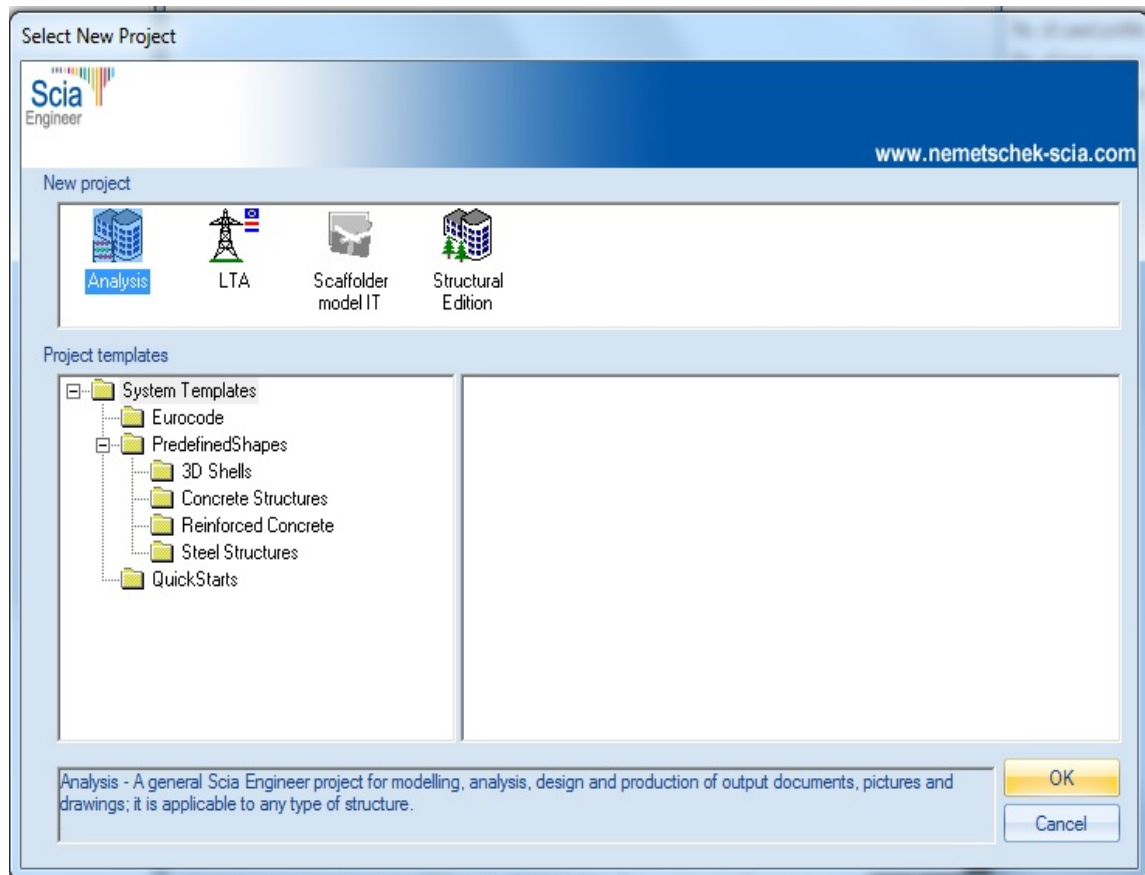 Select New Project
Scia
Engineer
www.nemetschek-scia.com
New project
Analysis
LTA
Scaffolder
model IT
Structural
Edition
Project templates
System Templates
Eurocode
PredefinedShapes
3D Shells
Concrete Structures
Reinforced Concrete
Steel Structures
QuickStarts
Analysis - A general Scia Engineer project for modelling, analysis, design and production of output documents, pictures and
drawings; it is applicable to any type of structure.
OK
Cancel